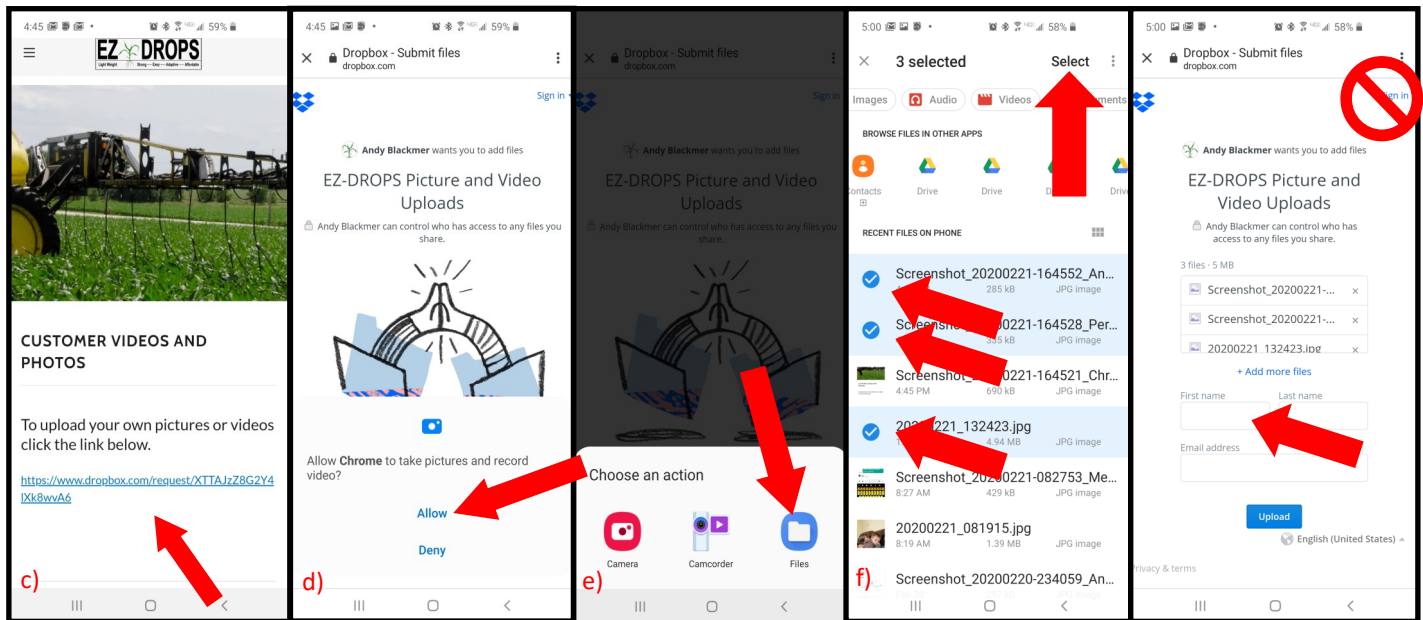 4:45 59%
EZ DROPS
Light Weight Strong - Easy - Adaptive - Affordable
CUSTOMER VIDEOS AND
PHOTOS
To upload your own pictures or videos
click the link below.
https://www.dropbox.com/request/XTTAJzZ8G2Y4
lXk8wvA6
c)
4:45 59%
Dropbox - Submit files
dropbox.com
Sign in
Andy Blackmer wants you to add files
EZ-DROPS Picture and Video
Uploads
Andy Blackmer can control who has access to any files you
share.
Allow Chrome to take pictures and record
video?
Allow
Deny
d)
Dropbox - Submit files
dropbox.com
Sign in
Andy Blackmer wants you to add files
EZ-DROPS Picture and Video
Uploads
Andy Blackmer can control who has access to any files you
share.
Choose an action
Camera Camcorder Files
e)
5:00 58%
3 selected Select
Images Audio Videos
BROWSE FILES IN OTHER APPS
Contacts Drive Drive Drive
RECENT FILES ON PHONE
Screenshot_20200221-164552_An...
285 kB JPG image
Screenshot_20200221-164528_Per...
335 kB JPG image
Screenshot_20200221-164521_Chr...
4:45 PM 690 kB JPG image
20200221_132423.jpg
4.94 MB JPG image
Screenshot_20200221-082753_Me...
8:27 AM 429 kB JPG image
20200221_081915.jpg
8:19 AM 1.39 MB JPG image
Screenshot_20200220-234059_An...
f)
5:00 58%
Dropbox - Submit files
dropbox.com
Sign in
Andy Blackmer wants you to add files
EZ-DROPS Picture and
Video Uploads
Andy Blackmer can control who has
access to any files you share.
3 files · 5 MB
Screenshot_20200221-... ×
Screenshot_20200221-... ×
20200221_132423.jpg ×
+ Add more files
First name Last name
Email address
Upload
English (United States)
Privacy & terms